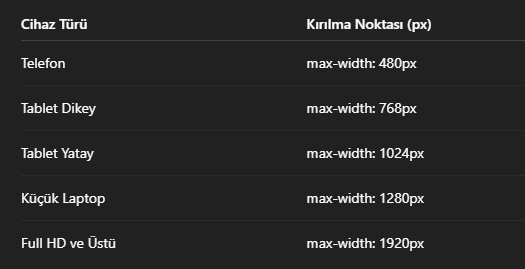 Cihaz Türü Kırılma Noktası (px)
Telefon max-width: 480px
Tablet Dikey max-width: 768px
Tablet Yatay max-width: 1024px
Küçük Laptop max-width: 1280px
Full HD ve Üstü max-width: 1920px